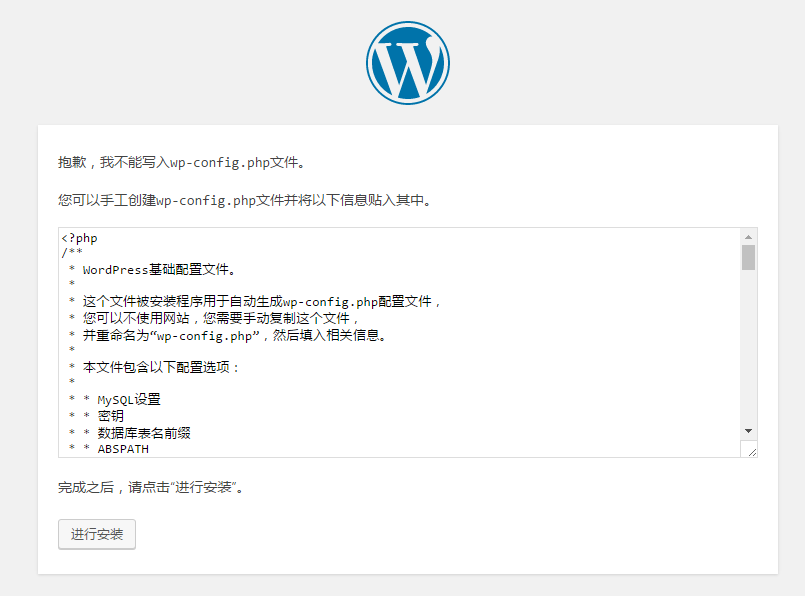 抱歉，我不能写入wp-config.php文件。
您可以手工创建wp-config.php文件并将以下信息贴入其中。
<?php
/**
 * WordPress基础配置文件。
 *
 * 这个文件被安装程序用于自动生成wp-config.php配置文件，
 * 您可以不使用网站，您需要手动复制这个文件，
 * 并重命名为“wp-config.php”，然后填入相关信息。
 *
 * 本文件包含以下配置选项：
 *
 * * MySQL设置
 * * 密钥
 * * 数据库表名前缀
 * * ABSPATH
完成之后，请点击“进行安装”。
进行安装